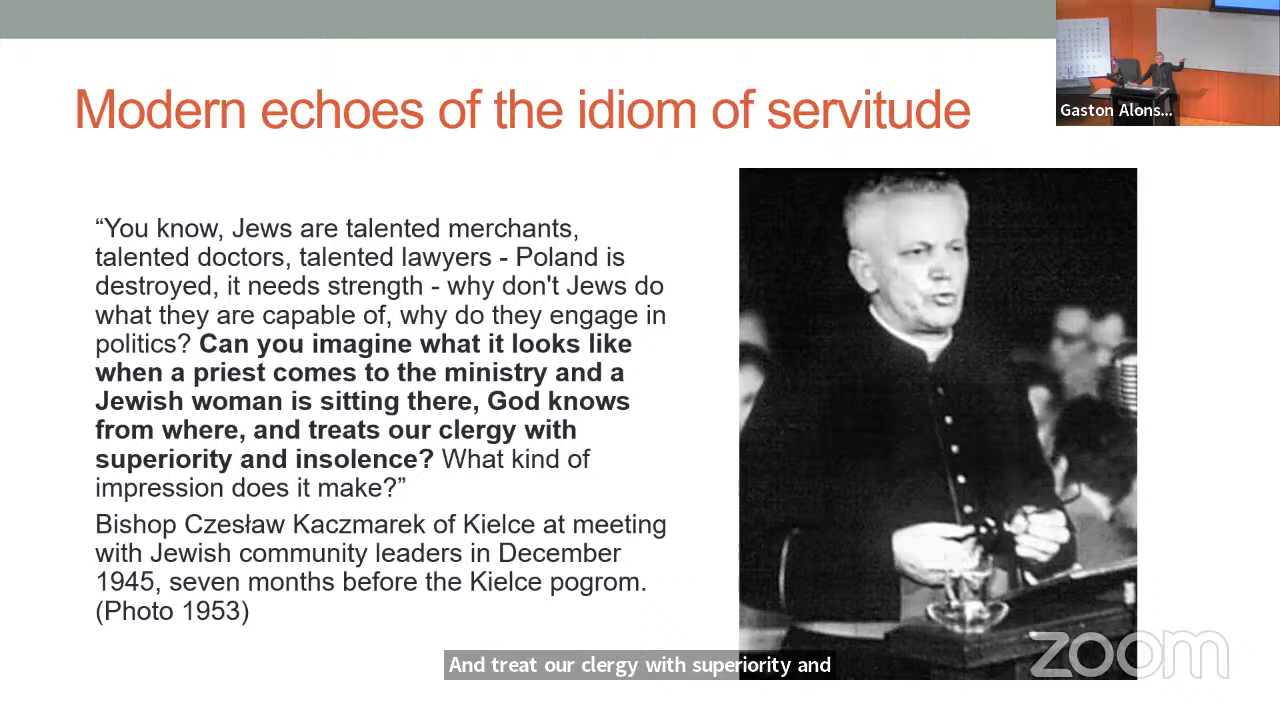 Modern echoes of the idiom of servitude
Gaston Alons...
“You know, Jews are talented merchants,
talented doctors, talented lawyers - Poland is
destroyed, it needs strength - why don't Jews do
what they are capable of, why do they engage in
politics? Can you imagine what it looks like
when a priest comes to the ministry and a
Jewish woman is sitting there, God knows
from where, and treats our clergy with
superiority and insolence? What kind of
impression does it make?”
Bishop Czesław Kaczmarek of Kielce at meeting
with Jewish community leaders in December
1945, seven months before the Kielce pogrom.
(Photo 1953)
And treat our clergy with superiority and
zoom